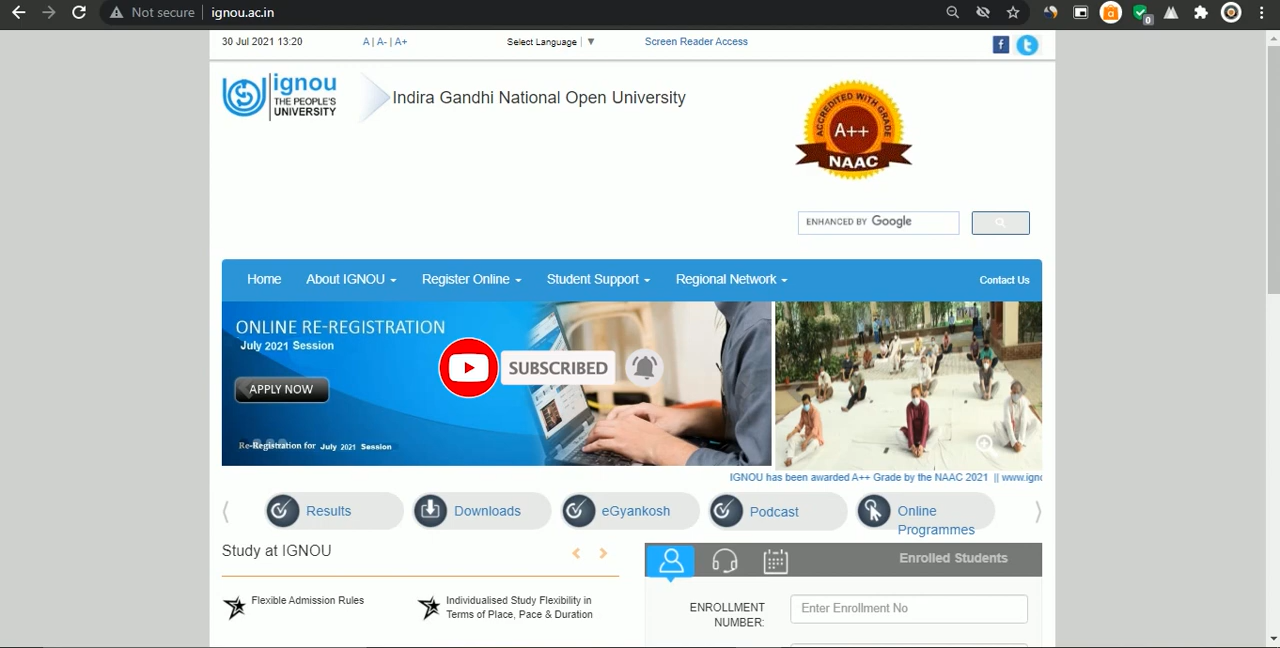 Not secure | ignou.ac.in
30 Jul 2021 13:20
A | A- | A+
Select Language ▼
Screen Reader Access
ignou
THE PEOPLE'S
UNIVERSITY
Indira Gandhi National Open University
ACCREDITED WITH GRADE
A++
NAAC
ENHANCED BY Google
Home
About IGNOU
Register Online
Student Support
Regional Network
Contact Us
ONLINE RE-REGISTRATION
July 2021 Session
APPLY NOW
SUBSCRIBED
Re-Registration for July 2021 Session
IGNOU has been awarded A++ Grade by the NAAC 2021 || www.igno
Results
Downloads
eGyankosh
Podcast
Online
Programmes
Study at IGNOU
Enrolled Students
Flexible Admission Rules
Individualised Study Flexibility in
Terms of Place, Pace & Duration
ENROLLMENT
NUMBER:
Enter Enrollment No